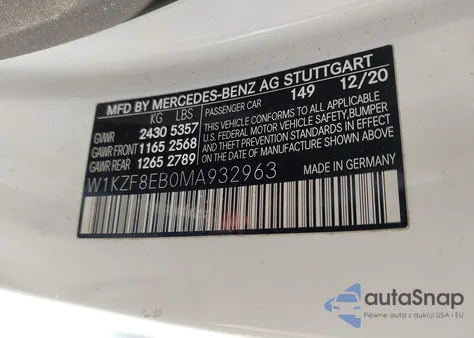 MFD BY MERCEDES-BENZ AG STUTTGART
KG LBS 149 12/20
GVWR 2430 5357 PASSENGER CAR
GAWR FRONT 1165 2568
GAWR REAR 1265 2789
THIS VEHICLE CONFORMS TO ALL APPLICABLE
U.S. FEDERAL MOTOR VEHICLE SAFETY, BUMPER
AND THEFT PREVENTION STANDARDS IN EFFECT ON
THE DATE OF MANUFACTURE SHOWN ABOVE.
W1KZF8EB0MA932963
MADE IN GERMANY
autoSnap
Pewne auta z aukcji USA i EU